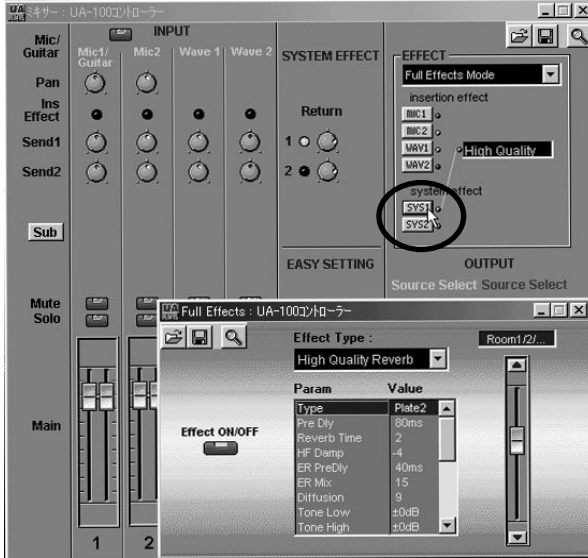 ミキサー : UA-100コントローラー
INPUT
Mic/
Guitar
Mic1/
Guitar
Mic2
Wave 1
Wave 2
Pan
Ins
Effect
Send1
Send2
Sub
Mute
Solo
Main
1
2
SYSTEM EFFECT
Return
1
2
EASY SETTING
EFFECT
Full Effects Mode
insertion effect
MIC1
MIC2
WAV1
WAV2
High Quality
system effect
SYS1
SYS2
OUTPUT
Source Select Source Select
Full Effects : UA-100コントローラー
Effect Type :
High Quality Reverb
Room1/2/...
Param Value
Type Plate2
Pre Dly 80ms
Reverb Time 2
HF Damp -4
ER PreDly 40ms
ER Mix 15
Diffusion 9
Tone Low ±0dB
Tone High ±0dB
Effect ON/OFF